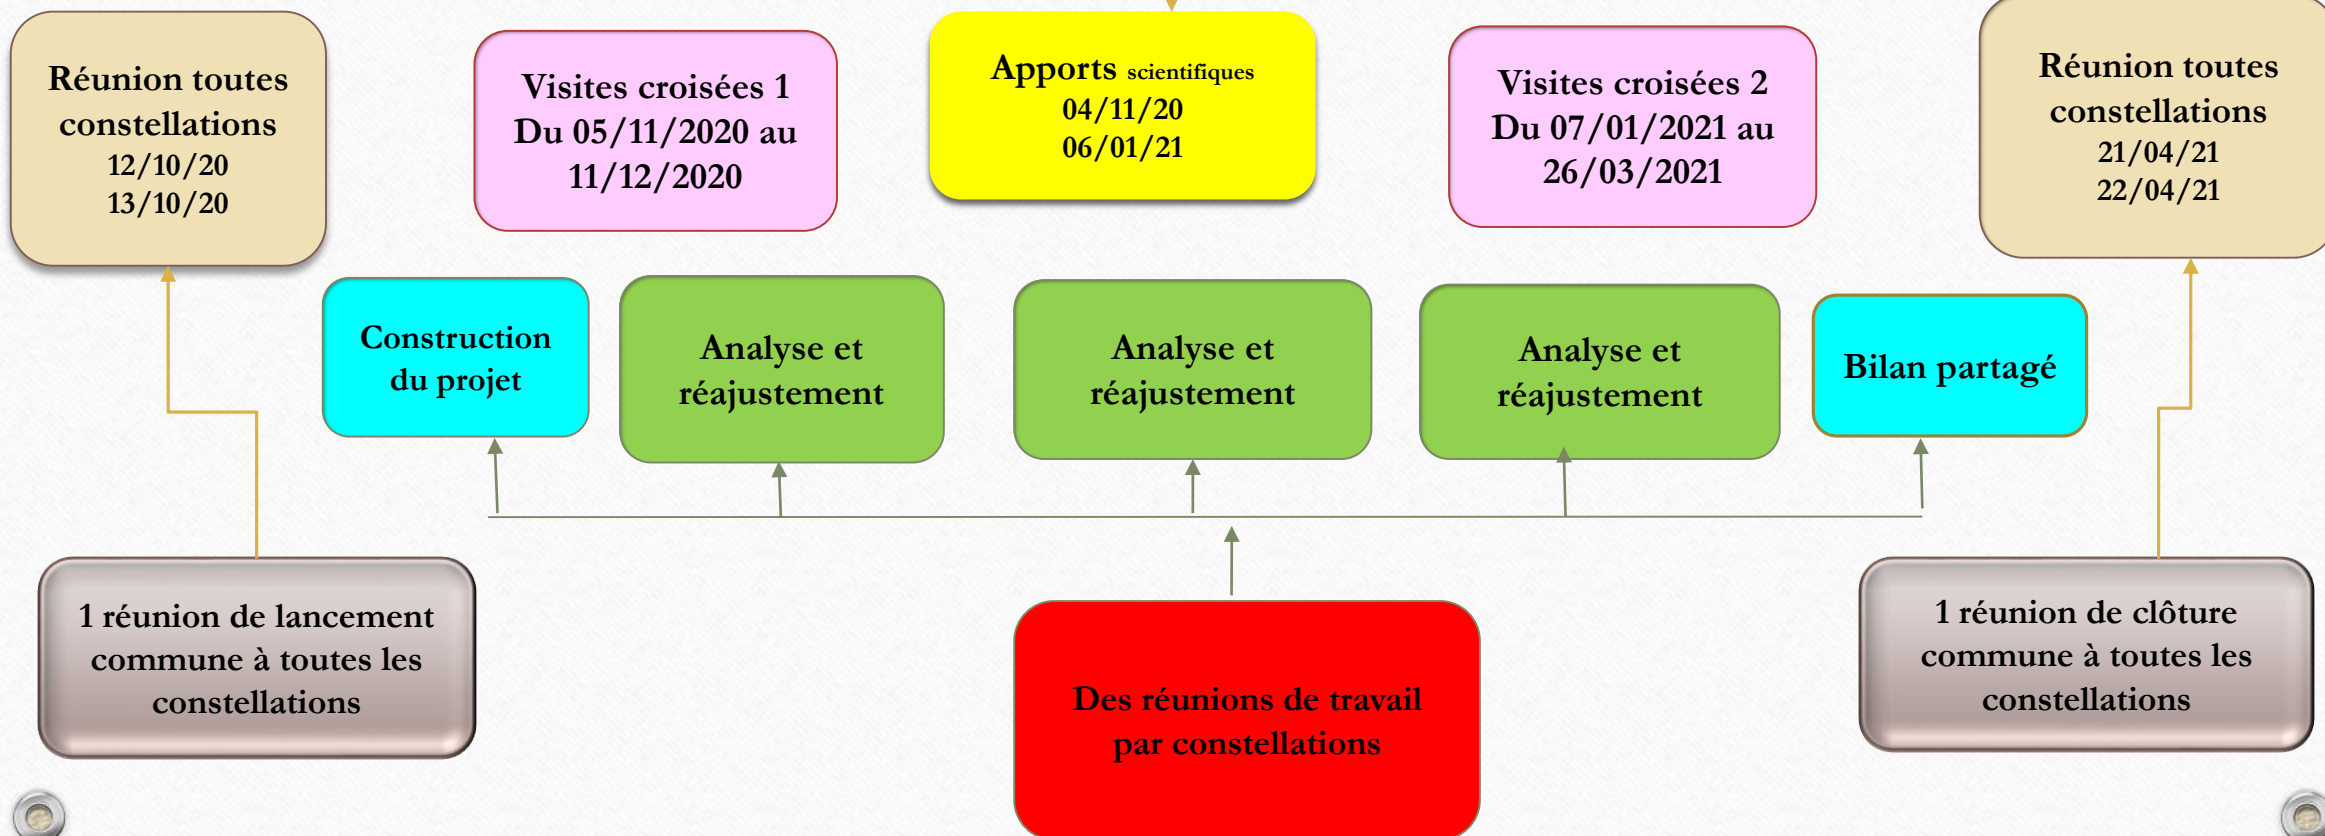 Réunion toutes
constellations
12/10/20
13/10/20
Visites croisées 1
Du 05/11/2020 au
11/12/2020
Apports scientifiques
04/11/20
06/01/21
Visites croisées 2
Du 07/01/2021 au
26/03/2021
Réunion toutes
constellations
21/04/21
22/04/21
Construction
du projet
Analyse et
réajustement
Analyse et
réajustement
Analyse et
réajustement
Bilan partagé
1 réunion de lancement
commune à toutes les
constellations
Des réunions de travail
par constellations
1 réunion de clôture
commune à toutes les
constellations